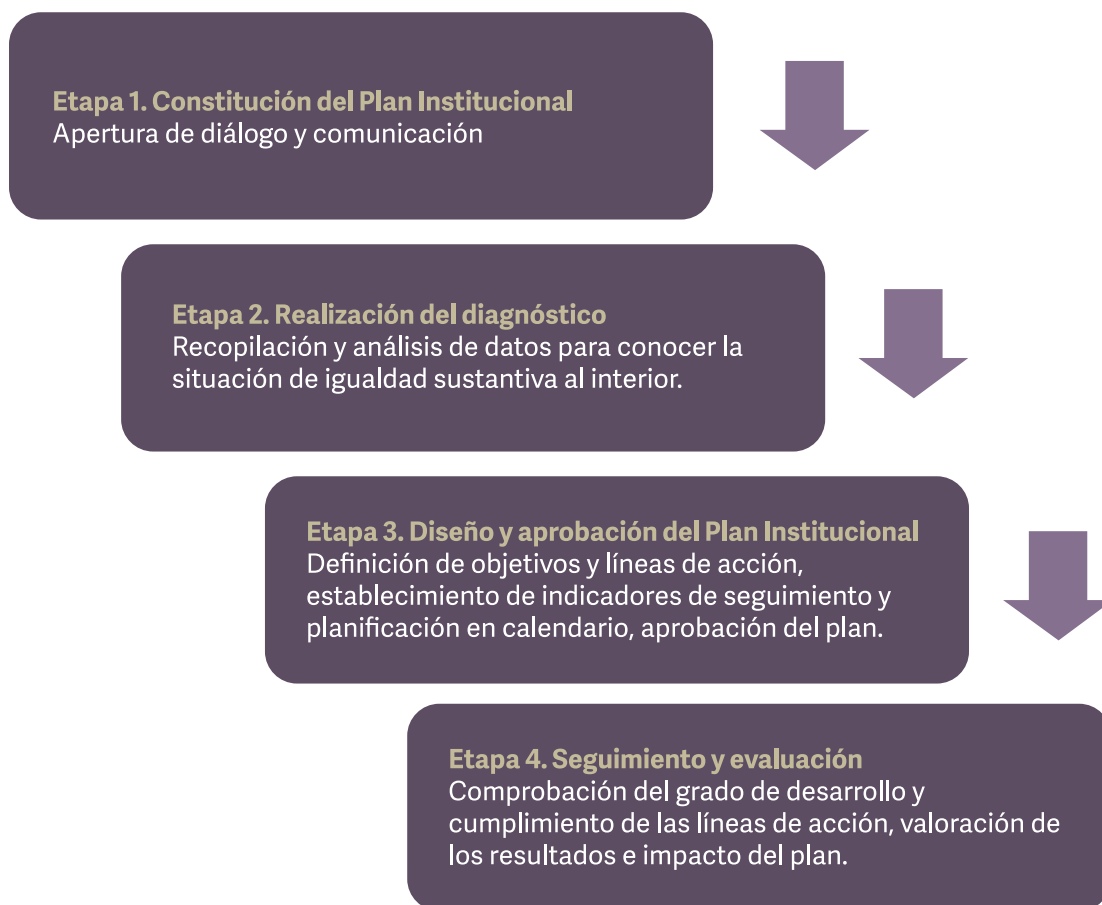 Etapa 1. Constitución del Plan Institucional
Apertura de diálogo y comunicación
Etapa 2. Realización del diagnóstico
Recopilación y análisis de datos para conocer la
situación de igualdad sustantiva al interior.
Etapa 3. Diseño y aprobación del Plan Institucional
Definición de objetivos y líneas de acción,
establecimiento de indicadores de seguimiento y
planificación en calendario, aprobación del plan.
Etapa 4. Seguimiento y evaluación
Comprobación del grado de desarrollo y
cumplimiento de las líneas de acción, valoración de
los resultados e impacto del plan.